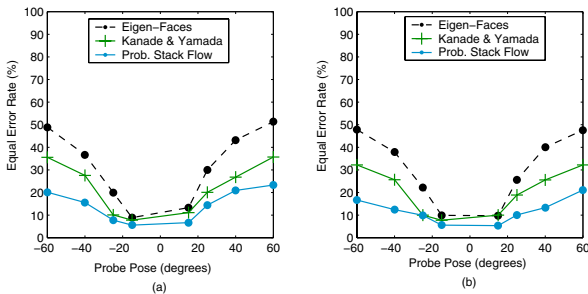 Eigen−Faces
Kanade & Yamada
Prob. Stack Flow
Equal Error Rate (%)
100
90
80
70
60
50
40
30
20
10
0
−60 −40 −20 0 20 40 60
Probe Pose (degrees)
(a)
Eigen−Faces
Kanade & Yamada
Prob. Stack Flow
Equal Error Rate (%)
100
90
80
70
60
50
40
30
20
10
0
−60 −40 −20 0 20 40 60
Probe Pose (degrees)
(b)